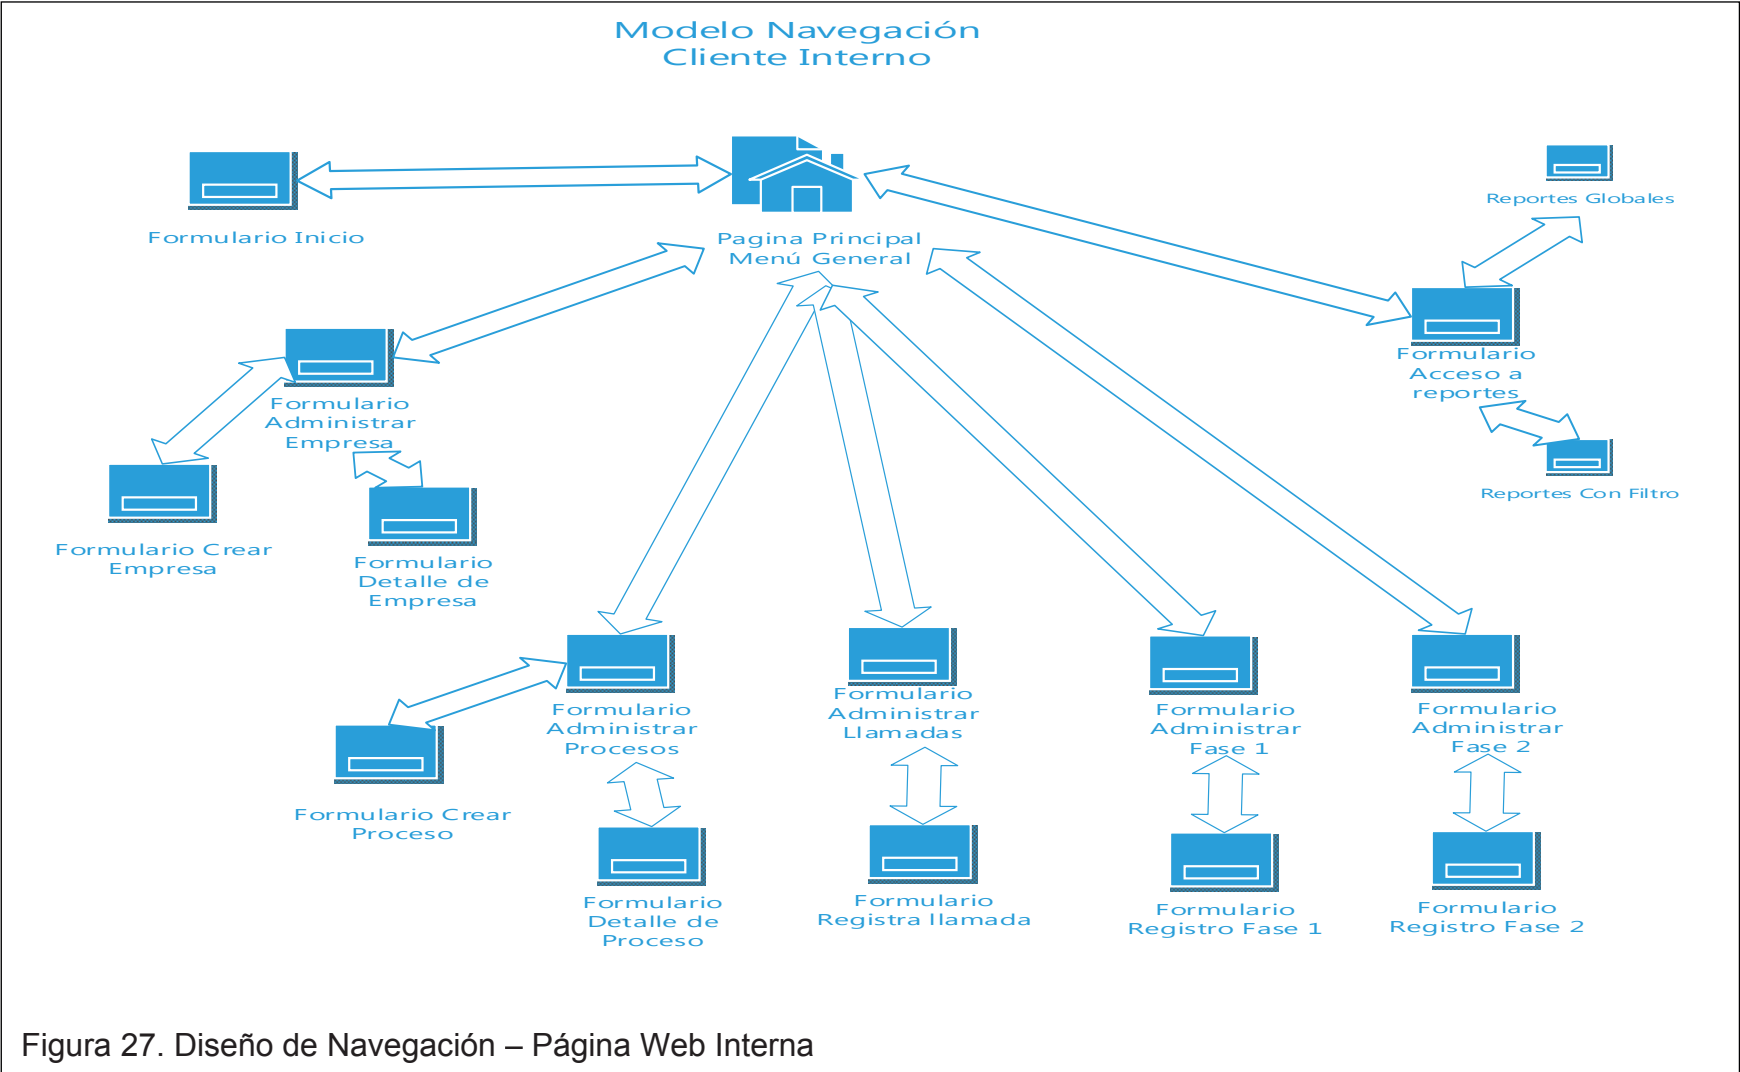 Modelo Navegación
Cliente Interno
Formulario Inicio
Pagina Principal
Menú General
Reportes Globales
Formulario
Acceso a
reportes
Reportes Con Filtro
Formulario
Administrar
Empresa
Formulario Crear
Empresa
Formulario
Detalle de
Empresa
Formulario
Administrar
Procesos
Formulario
Administrar
Llamadas
Formulario
Administrar
Fase 1
Formulario
Administrar
Fase 2
Formulario Crear
Proceso
Formulario
Detalle de
Proceso
Formulario
Registra llamada
Formulario
Registro Fase 1
Formulario
Registro Fase 2
Figura 27. Diseño de Navegación – Página Web Interna